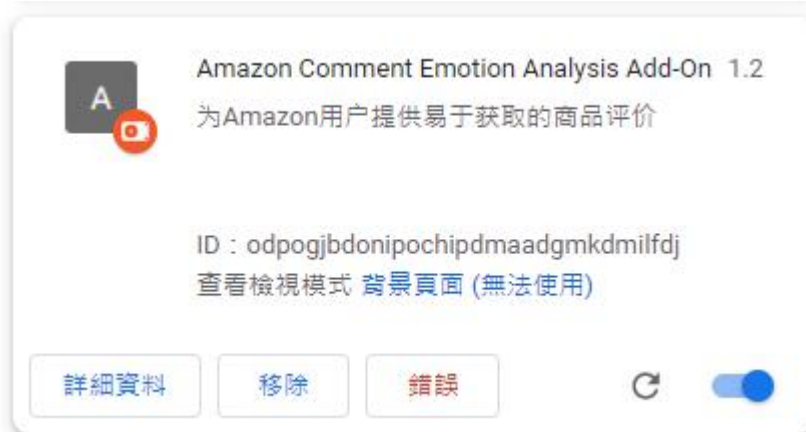 A
Amazon Comment Emotion Analysis Add-On 1.2
为Amazon用户提供易于获取的商品评价
ID：odpogjbdonipochipdmaadgmkdmilfdj
查看檢視模式 背景頁面 (無法使用)
詳細資料 移除 錯誤